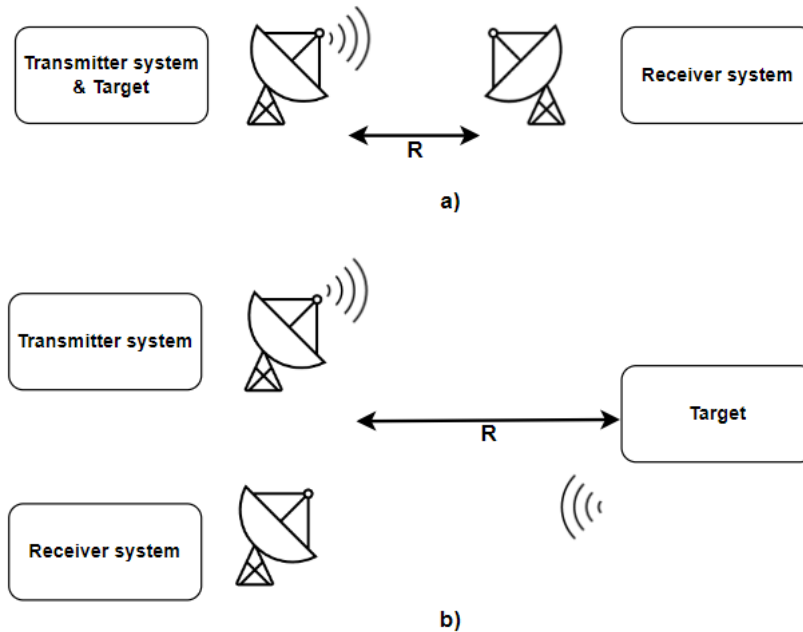 Transmitter system
& Target
Receiver system
R
a)
Transmitter system
Target
R
Receiver system
b)